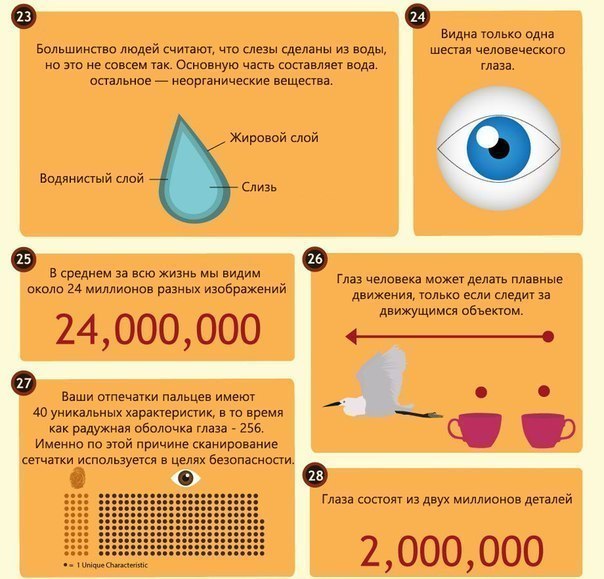 23
Большинство людей считают, что слезы сделаны из воды,
но это не совсем так. Основную часть составляет вода.
остальное — неорганические вещества.
Жировой слой
Водянистый слой
Слизь
24
Видна только одна
шестая человеческого
глаза.
25
В среднем за всю жизнь мы видим
около 24 миллионов разных изображений
24,000,000
26
Глаз человека может делать плавные
движения, только если следит за
движущимся объектом.
27
Ваши отпечатки пальцев имеют
40 уникальных характеристик, в то время
как радужная оболочка глаза - 256.
Именно по этой причине сканирование
сетчатки используется в целях безопасности.
= 1 Unique Characteristic
28
Глаза состоят из двух миллионов деталей
2,000,000